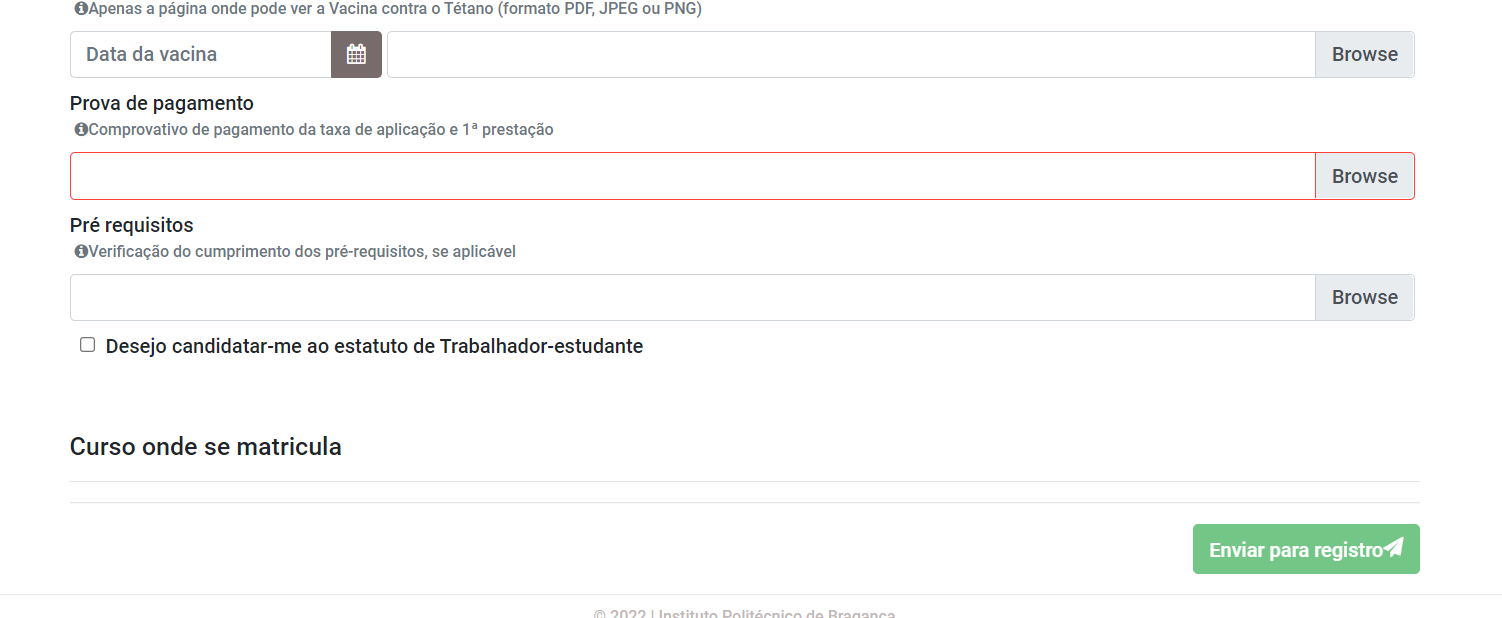 Apenas a página onde pode ver a Vacina contra o Tétano (formato PDF, JPEG ou PNG)
Data da vacina
Browse
Prova de pagamento
Comprovativo de pagamento da taxa de aplicação e 1ª prestação
Browse
Pré requisitos
Verificação do cumprimento dos pré-requisitos, se aplicável
Browse
Desejo candidatar-me ao estatuto de Trabalhador-estudante
Curso onde se matricula
Enviar para registro
© 2022 | Instituto Politécnico de Bragança